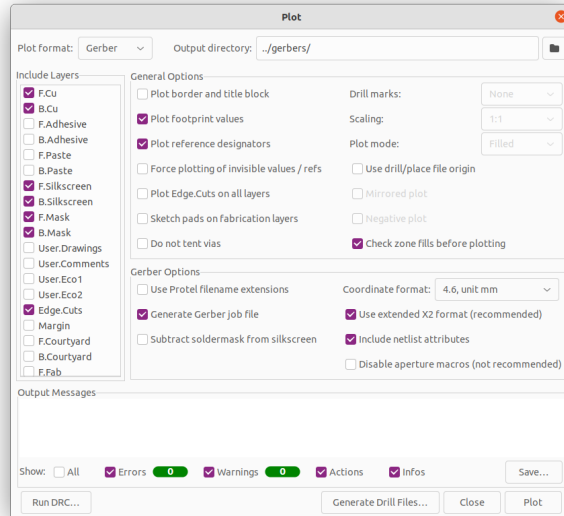 Plot
Plot format: Gerber Output directory: ../gerbers/
Include Layers
F.Cu
B.Cu
F.Adhesive
B.Adhesive
F.Paste
B.Paste
F.Silkscreen
B.Silkscreen
F.Mask
B.Mask
User.Drawings
User.Comments
User.Eco1
User.Eco2
Edge.Cuts
Margin
F.Courtyard
B.Courtyard
F.Fab
General Options
Plot border and title block Drill marks: None
Plot footprint values Scaling: 1:1
Plot reference designators Plot mode: Filled
Force plotting of invisible values / refs Use drill/place file origin
Plot Edge.Cuts on all layers Mirrored plot
Sketch pads on fabrication layers Negative plot
Do not tent vias Check zone fills before plotting
Gerber Options
Use Protel filename extensions Coordinate format: 4.6, unit mm
Generate Gerber job file Use extended X2 format (recommended)
Subtract soldermask from silkscreen Include netlist attributes
Disable aperture macros (not recommended)
Output Messages
Show: All Errors 0 Warnings 0 Actions Infos Save...
Run DRC... Generate Drill Files... Close Plot